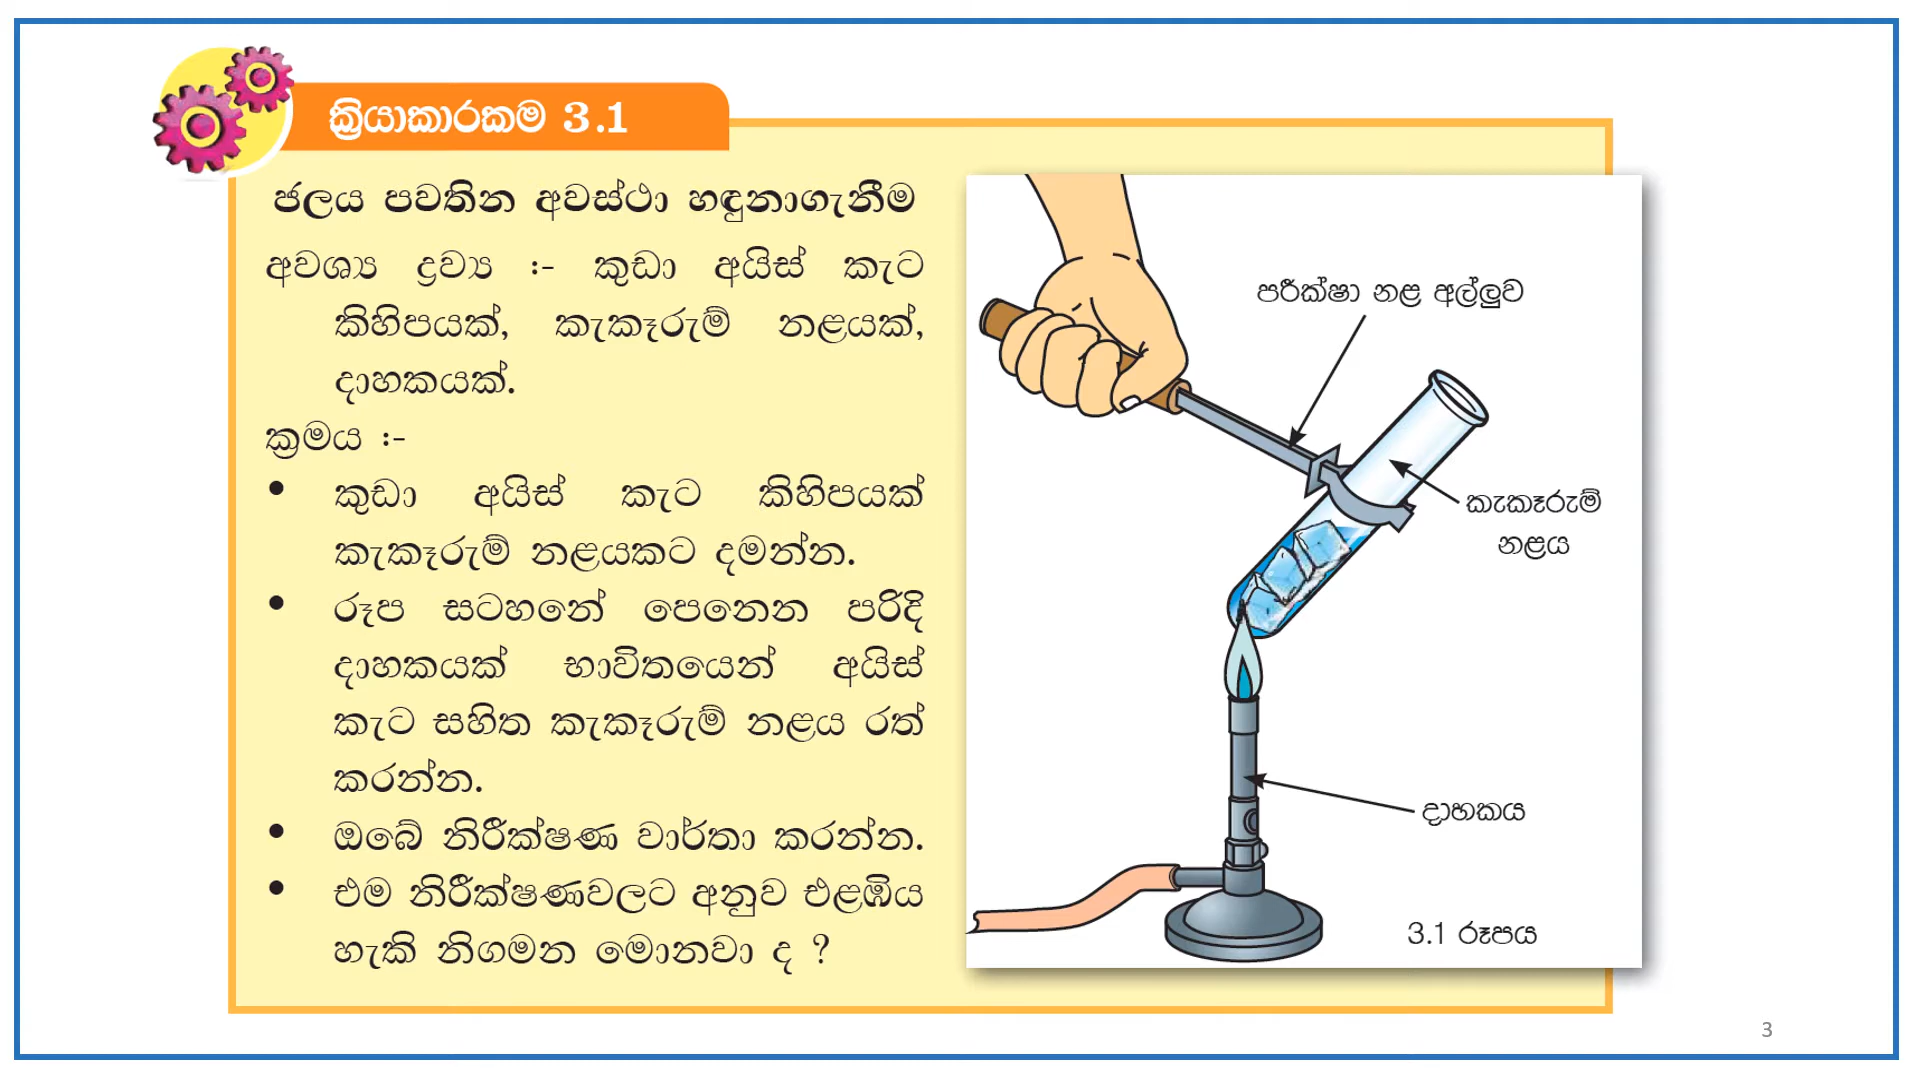 ක්‍රියාකාරකම 3.1
ජලය පවතින අවස්ථා හඳුනාගැනීම
අවශ්‍ය ද්‍රව්‍ය :- කුඩා අයිස් කැට
කිහිපයක්, කැකෑරුම් නළයක්,
දාහකයක්.
ක්‍රමය :-
• කුඩා අයිස් කැට කිහිපයක්
කැකෑරුම් නළයකට දමන්න.
• රූප සටහනේ පෙනෙන පරිදි
දාහකයක් භාවිතයෙන් අයිස්
කැට සහිත කැකෑරුම් නළය රත්
කරන්න.
• ඔබේ නිරීක්ෂණ වාර්තා කරන්න.
• එම නිරීක්ෂණවලට අනුව එළඹිය
හැකි නිගමන මොනවා ද ?
පරීක්ෂා නළ අල්ලුව
කැකෑරුම්
නළය
දාහකය
3.1 රූපය
3